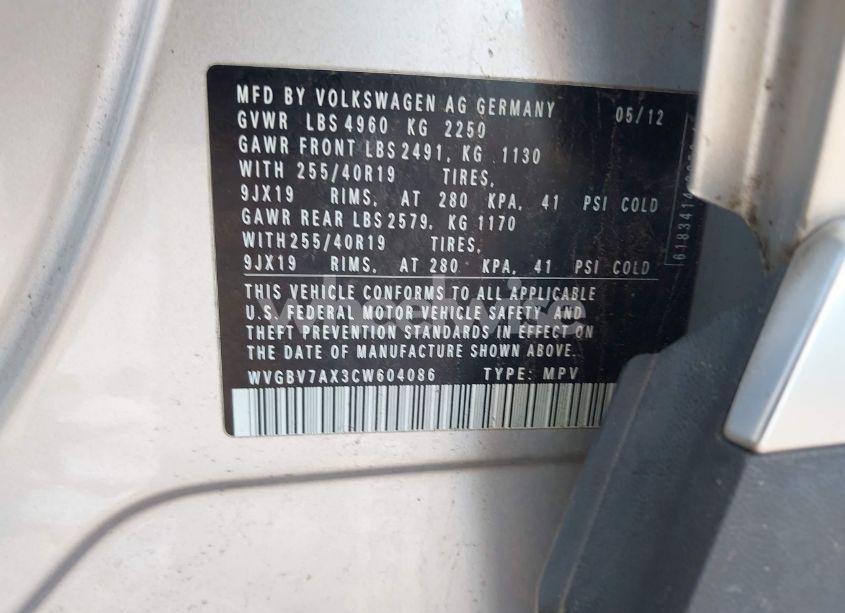 MFD BY VOLKSWAGEN AG GERMANY 05/12
GVWR LBS 4960 KG 2250
GAWR FRONT LBS 2491, KG 1130
WITH 255/40R19 TIRES,
9JX19 RIMS, AT 280 KPA, 41 PSI COLD
GAWR REAR LBS 2579, KG 1170
WITH 255/40R19 TIRES,
9JX19 RIMS, AT 280 KPA, 41 PSI COLD
THIS VEHICLE CONFORMS TO ALL APPLICABLE
U.S. FEDERAL MOTOR VEHICLE SAFETY AND
THEFT PREVENTION STANDARDS IN EFFECT ON
THE DATE OF MANUFACTURE SHOWN ABOVE.
WVGBV7AX3CW604086 TYPE: MPV